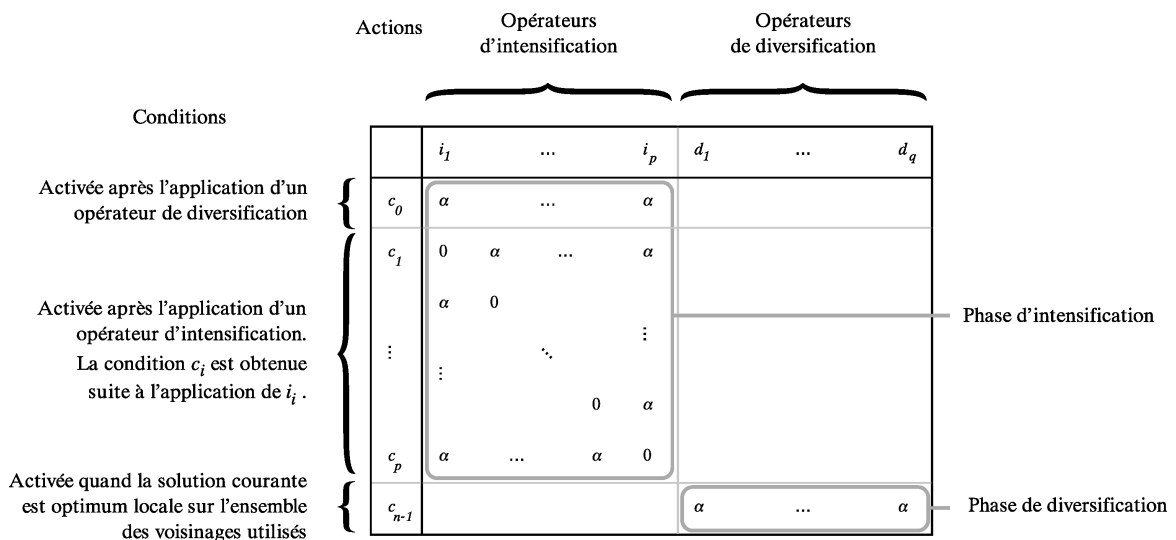 Actions
Opérateurs
d'intensification
Opérateurs
de diversification
Conditions
i1 ... ip d1 ... dq
Activée après l'application d'un
opérateur de diversification
c0 α ... α
c1 0 α ... α
Activée après l'application d'un
opérateur d'intensification.
La condition ci est obtenue
suite à l'application de ii .
α 0
⋮ ⋮ ⋱ ⋮
0 α
cp α ... α 0
Phase d'intensification
Activée quand la solution courante
est optimum locale sur l'ensemble
des voisinages utilisés
cn-1 α ... α
Phase de diversification